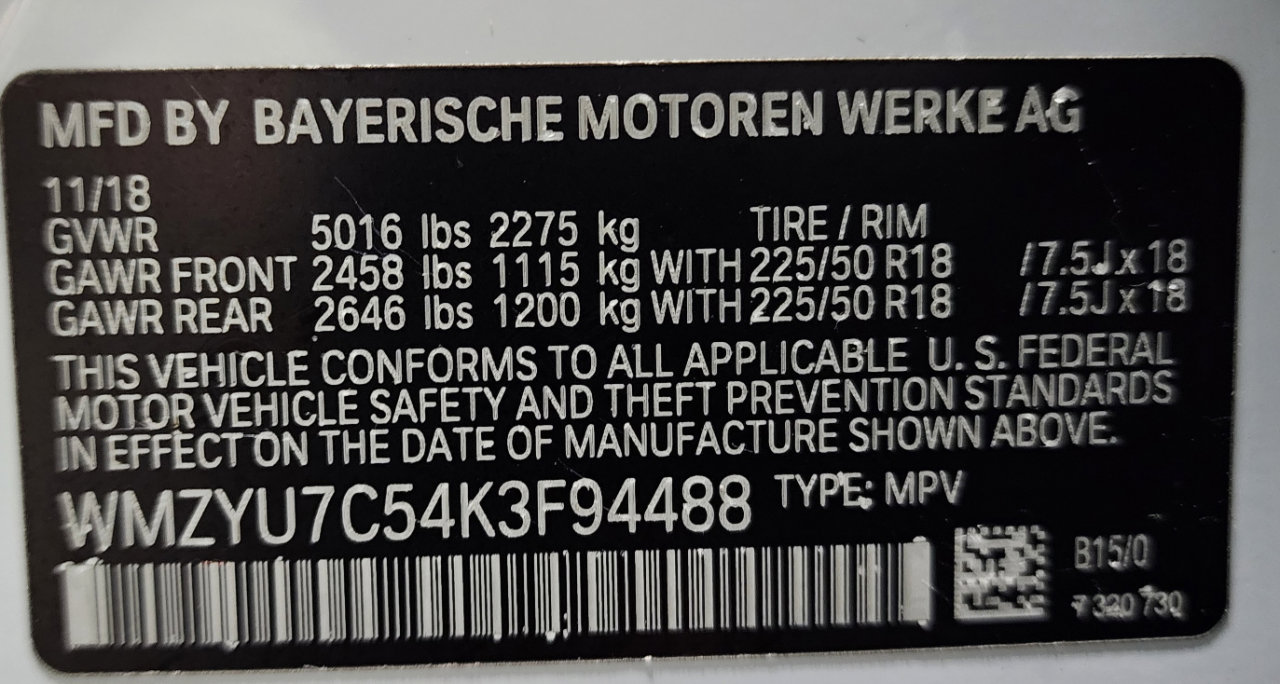 MFD BY BAYERISCHE MOTOREN WERKE AG
11/18
GVWR 5016 lbs 2275 kg TIRE / RIM
GAWR FRONT 2458 lbs 1115 kg WITH 225/50 R18 / 7.5J x 18
GAWR REAR 2646 lbs 1200 kg WITH 225/50 R18 / 7.5J x 18
THIS VEHICLE CONFORMS TO ALL APPLICABLE U. S. FEDERAL
MOTOR VEHICLE SAFETY AND THEFT PREVENTION STANDARDS
IN EFFECT ON THE DATE OF MANUFACTURE SHOWN ABOVE.
WMZYU7C54K3F94488 TYPE: MPV
B15/0
7 320 730